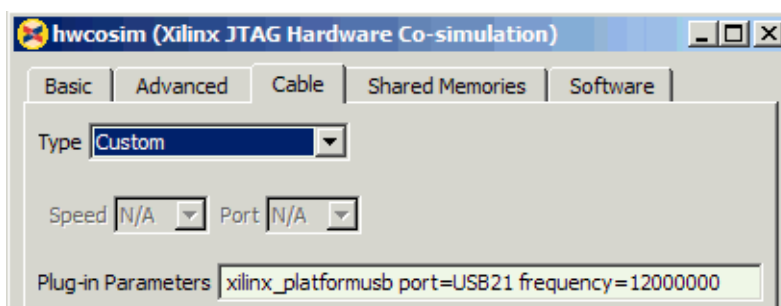 hwcosim (Xilinx JTAG Hardware Co-simulation)
Basic Advanced Cable Shared Memories Software
Type Custom
Speed N/A Port N/A
Plug-in Parameters xilinx_platformusb port=USB21 frequency=12000000